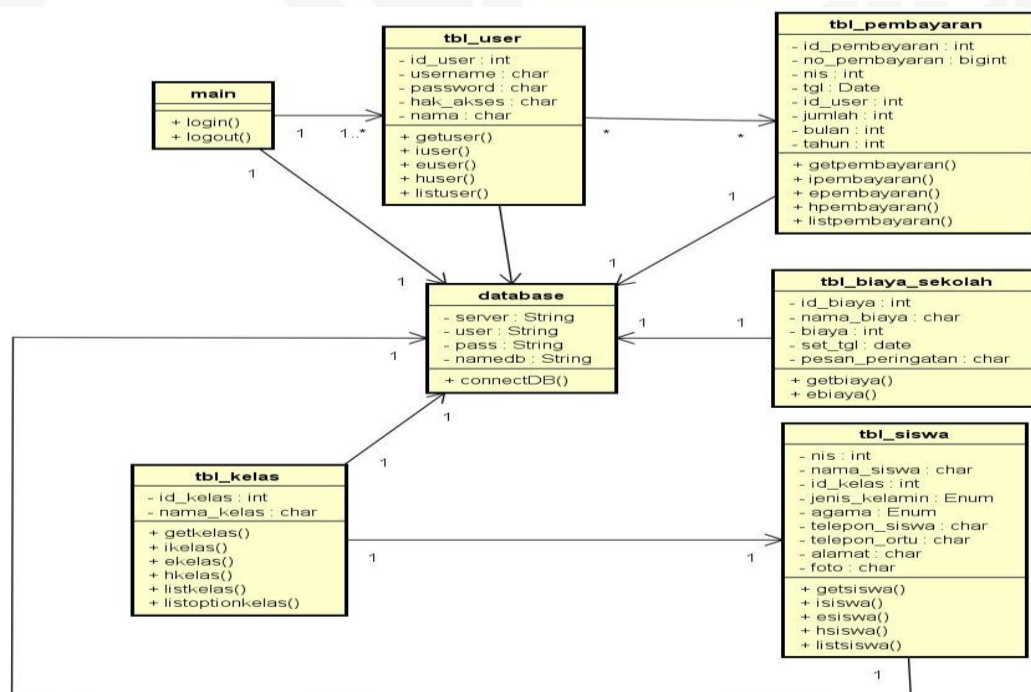 main
+ login()
+ logout()
1
1..*
tbl_user
- id_user : int
- username : char
- password : char
- hak_akses : char
- nama : char
+ getuser()
+ iuser()
+ euser()
+ huser()
+ listuser()
*
*
tbl_pembayaran
- id_pembayaran : int
- no_pembayaran : bigint
- nis : int
- tgl : Date
- id_user : int
- jumlah : int
- bulan : int
- tahun : int
+ getpembayaran()
+ ipembayaran()
+ epembayaran()
+ hpembayaran()
+ listpembayaran()
1
1
1
1
database
- server : String
- user : String
- pass : String
- namedb : String
+ connectDB()
1
1
tbl_biaya_sekolah
- id_biaya : int
- nama_biaya : char
- biaya : int
- set_tgl : date
- pesan_peringatan : char
+ getbiaya()
+ ebiaya()
1
1
1
tbl_kelas
- id_kelas : int
- nama_kelas : char
+ getkelas()
+ ikelas()
+ ekelas()
+ hkelas()
+ listkelas()
+ listoptionkelas()
1
1
tbl_siswa
- nis : int
- nama_siswa : char
- id_kelas : int
- jenis_kelamin : Enum
- agama : Enum
- telepon_siswa : char
- telepon_ortu : char
- alamat : char
- foto : char
+ getsiswa()
+ isiswa()
+ esiswa()
+ hsiswa()
+ listsiswa()
1